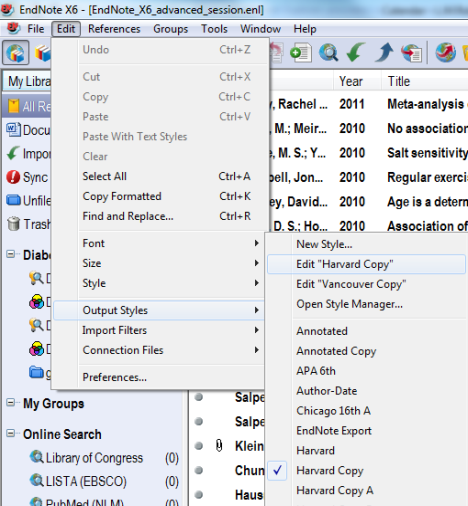 EndNote X6 - [EndNote_X6_advanced_session.enl]
File Edit References Groups Tools Window Help
My Libra
Year Title
All Re
Docu
Impor
Sync
Unfile
Trash
Diab
My Groups
Online Search
Library of Congress (0)
LISTA (EBSCO) (0)
PubMed (NLM) (0)
Undo Ctrl+Z
Cut Ctrl+X
Copy Ctrl+C
Paste Ctrl+V
Paste With Text Styles
Clear
Select All Ctrl+A
Copy Formatted Ctrl+K
Find and Replace... Ctrl+R
Font
Size
Style
Output Styles
Import Filters
Connection Files
Preferences...
, Rachel ... 2011 Meta-analysis
, M.; Meir... 2010 No association
, M. S.; Y... 2010 Salt sensitivity
bell, Jon... 2010 Regular exerci
ey, David... 2010 Age is a deterr
D. S.; Ho... 2010 Association of
New Style...
Edit "Harvard Copy"
Edit "Vancouver Copy"
Open Style Manager...
Annotated
Annotated Copy
APA 6th
Author-Date
Chicago 16th A
EndNote Export
Harvard
Harvard Copy
Harvard Copy A
Salpe
Salpe
Klein
Chun
Haus